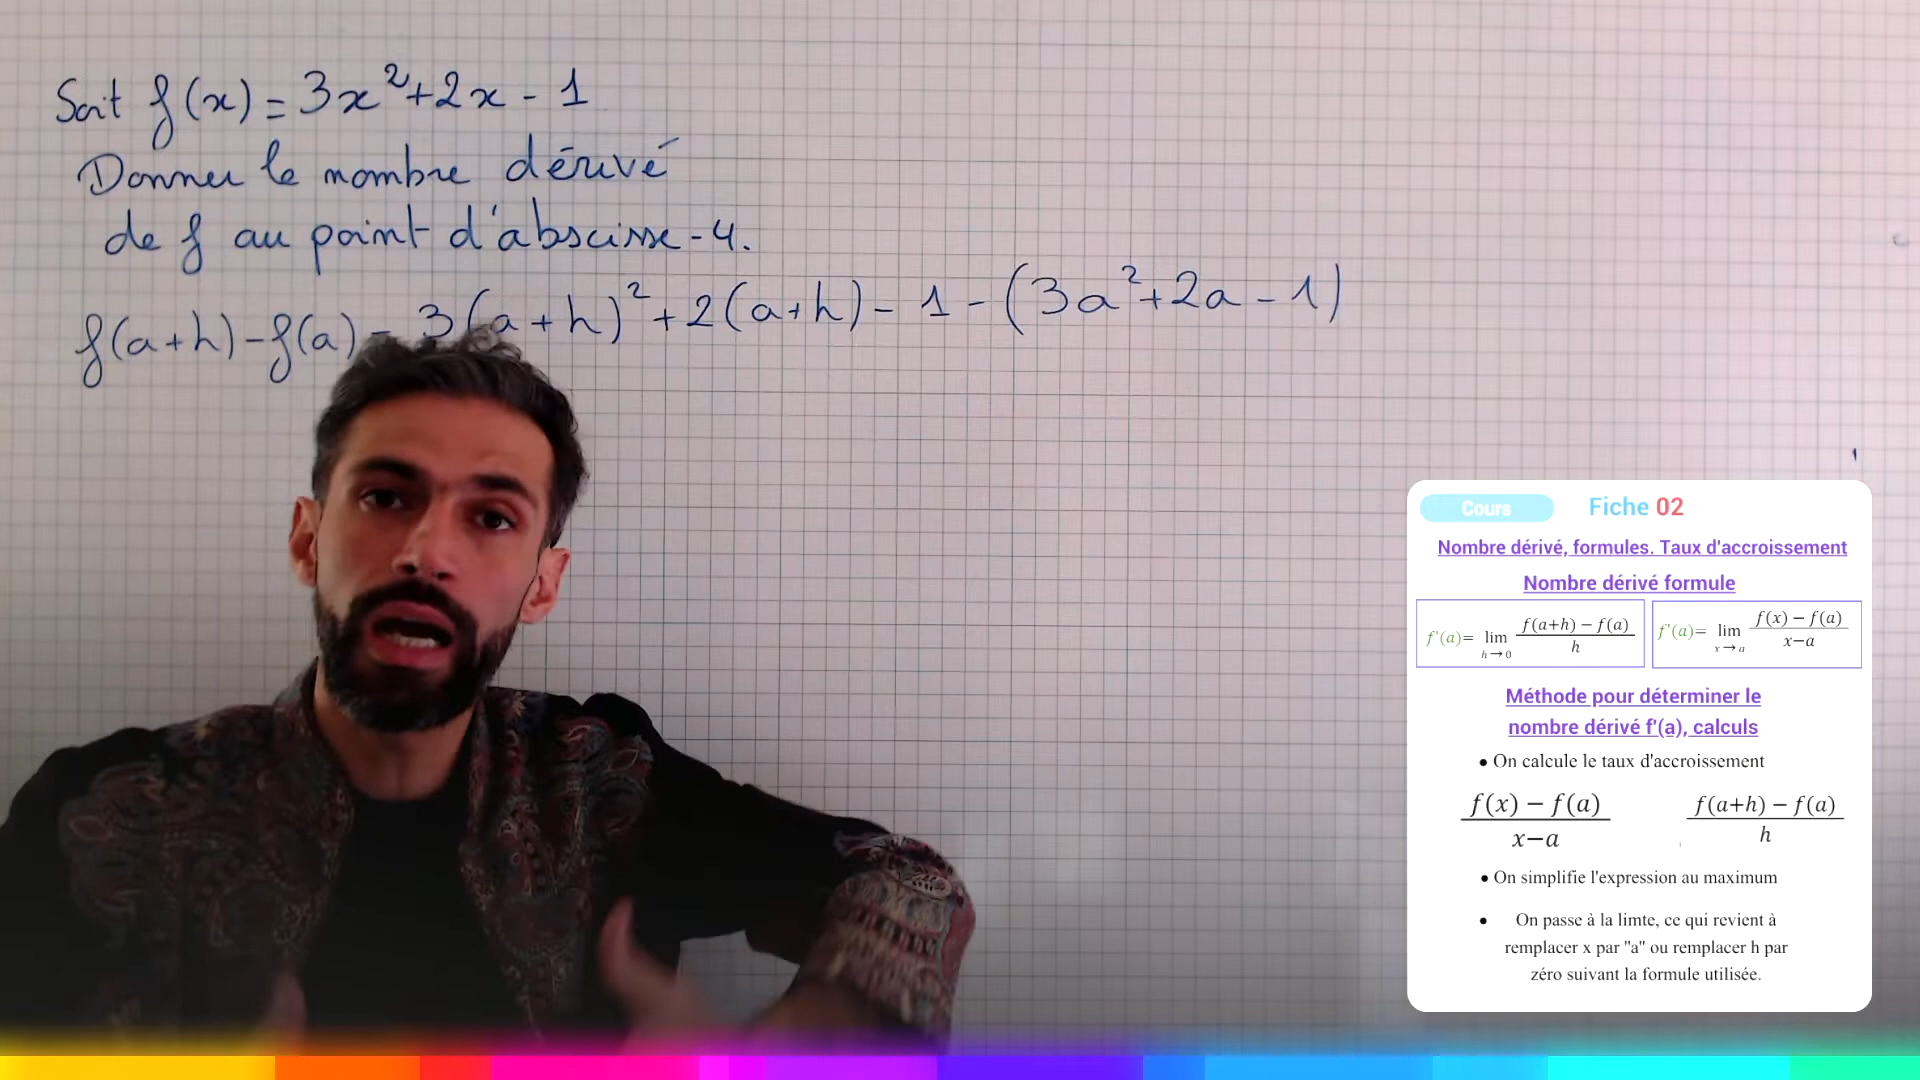 Soit f(x) = 3x²+2x - 1
Donner le nombre dérivé
de f au point d'abscisse -4.
f(a+h)-f(a) = 3(a+h)²+2(a+h)- 1 -(3a²+2a-1)
Cours
Fiche 02
Nombre dérivé, formules. Taux d'accroissement
Nombre dérivé formule
f'(a)= lim h→0 f(a+h) − f(a) / h
f'(a)= lim x→a f(x) − f(a) / x−a
Méthode pour déterminer le
nombre dérivé f'(a), calculs
• On calcule le taux d'accroissement
f(x) − f(a) / x−a
f(a+h) − f(a) / h
• On simplifie l'expression au maximum
• On passe à la limte, ce qui revient à
remplacer x par "a" ou remplacer h par
zéro suivant la formule utilisée.